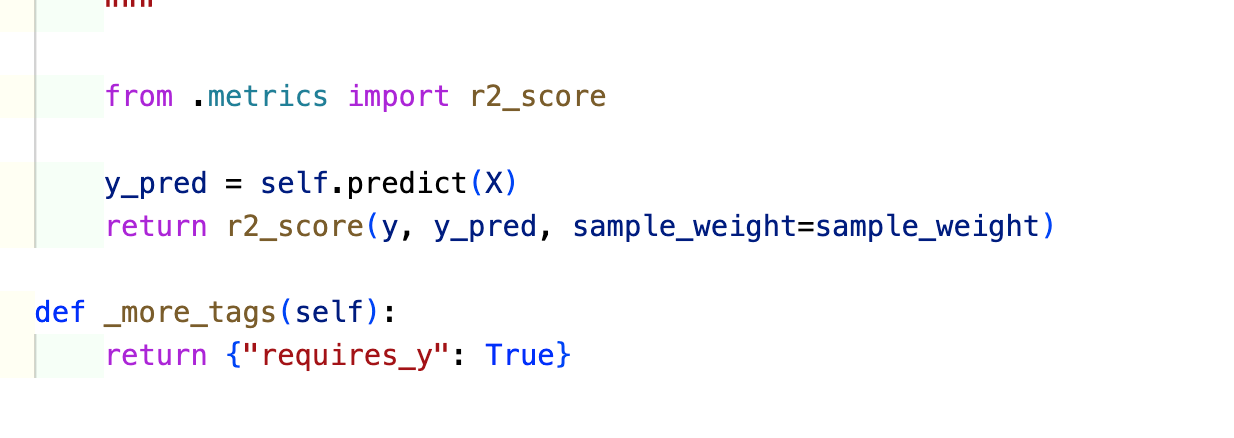 """
from .metrics import r2_score
y_pred = self.predict(X)
return r2_score(y, y_pred, sample_weight=sample_weight)
def _more_tags(self):
return {"requires_y": True}